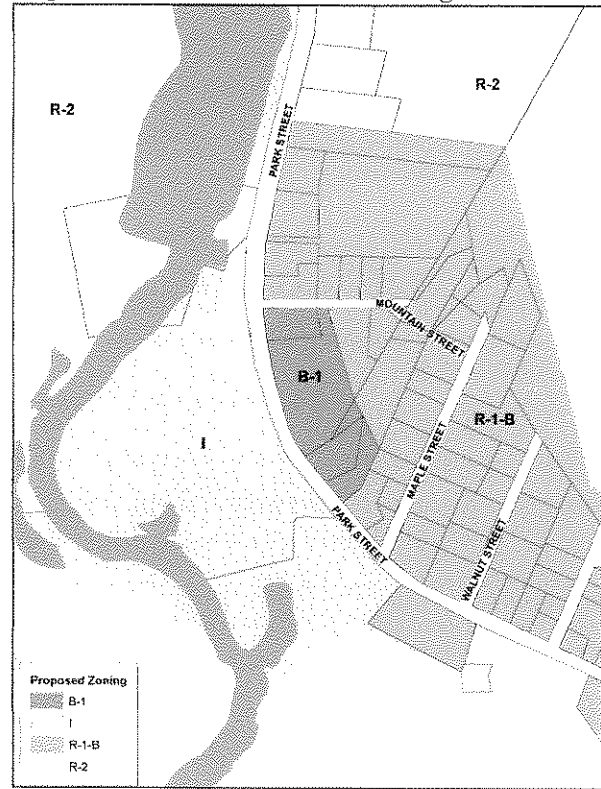 R-2
R-2
PARK STREET
MOUNTAIN STREET
B-1
R-1-B
I
MAPLE STREET
PARK STREET
WALNUT STREET
Proposed Zoning
B-1
I
R-1-B
R-2